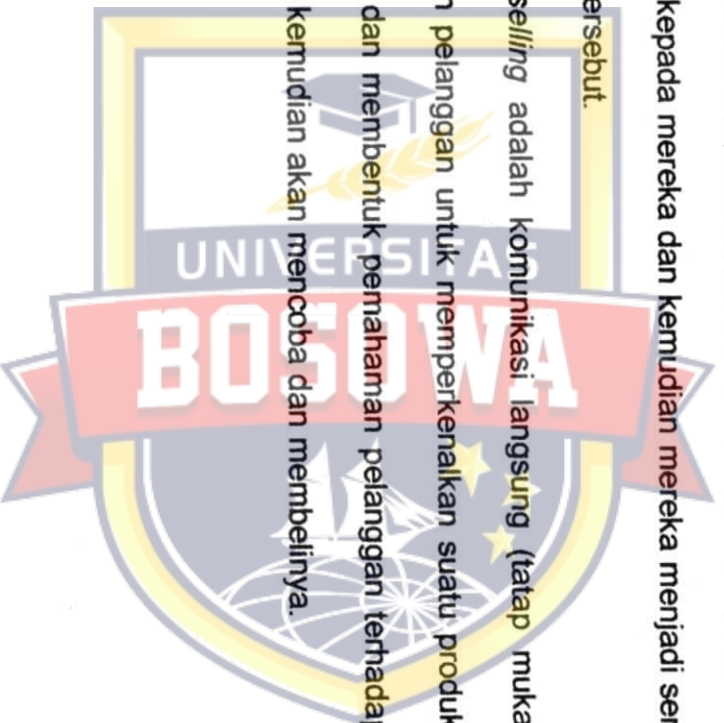 kepada mereka dan kemudian mereka menjadi ser
ersebut.
selling adalah komunikasi langsung (tatap muka
n pelanggan untuk memperkenalkan suatu produk
dan membentuk pemahaman pelanggan terhadap
kemudian akan mencoba dan membelinya.
UNIVERSITAS
BOSOWA